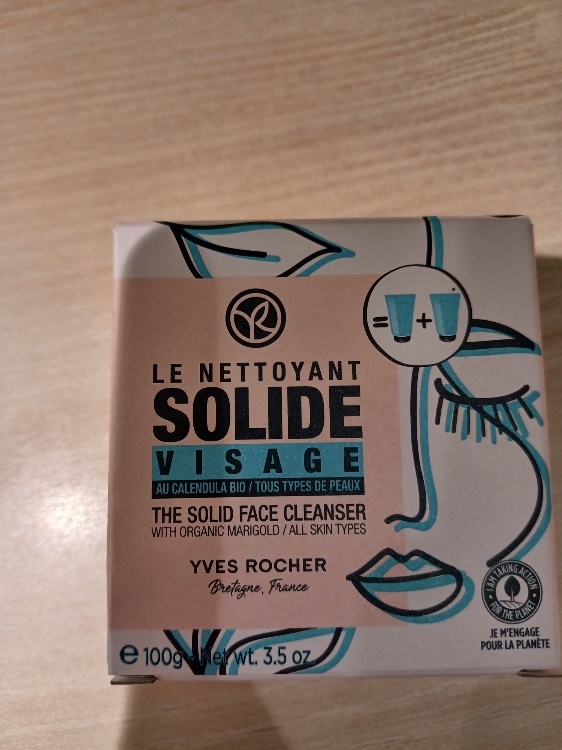 = +
LE NETTOYANT
SOLIDE
VISAGE
AU CALENDULA BIO / TOUS TYPES DE PEAUX
THE SOLID FACE CLEANSER
WITH ORGANIC MARIGOLD / ALL SKIN TYPES
YVES ROCHER
Bretagne, France
I AM TAKING ACTION
FOR THE PLANET
JE M'ENGAGE
POUR LA PLANÈTE
e 100g - Net wt. 3.5 oz.